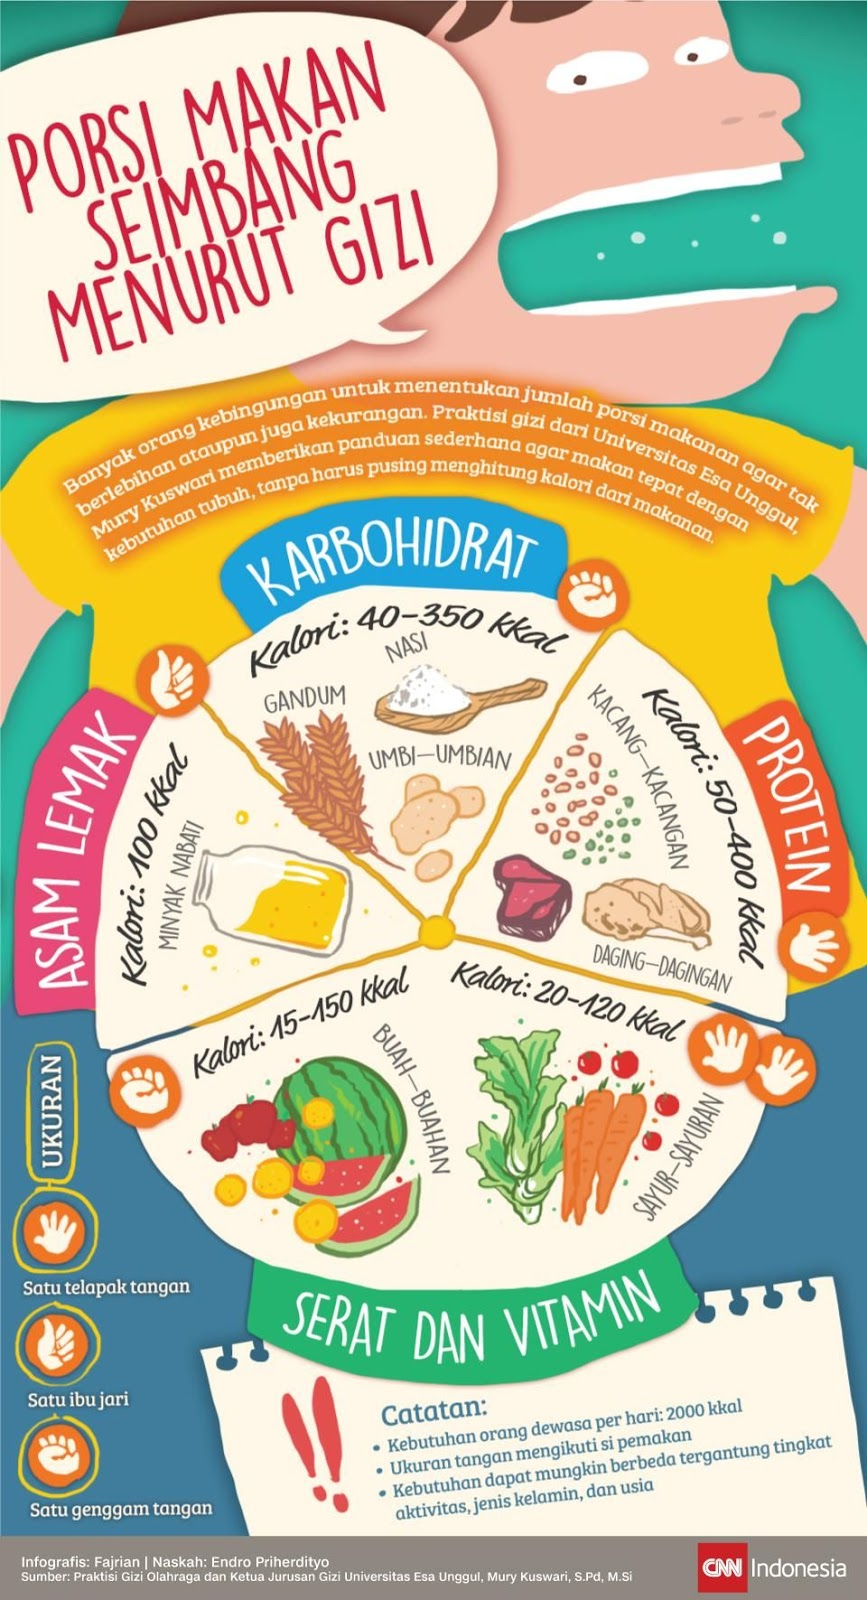 PORSI MAKAN
SEIMBANG
MENURUT GIZI
Banyak orang kebingungan untuk menentukan jumlah porsi makanan agar tak
berlebihan ataupun juga kekurangan. Praktisi gizi dari Universitas Esa Unggul,
Mury Kuswari memberikan panduan sederhana agar makan tepat dengan
kebutuhan tubuh, tanpa harus pusing menghitung kalori dari makanan.
KARBOHIDRAT
Kalori: 40-350 kkal
NASI
GANDUM
UMBI-UMBIAN
PROTEIN
Kalori: 50-400 kkal
KACANG-KACANGAN
DAGING-DAGINGAN
ASAM LEMAK
Kalori: 100 kkal
MINYAK NABATI
Kalori: 15-150 kkal
BUAH-BUAHAN
Kalori: 20-120 kkal
SAYUR-SAYURAN
SERAT DAN VITAMIN
UKURAN
Satu telapak tangan
Satu ibu jari
Satu genggam tangan
Catatan:
• Kebutuhan orang dewasa per hari: 2000 kkal
• Ukuran tangan mengikuti si pemakan
• Kebutuhan dapat mungkin berbeda tergantung tingkat
aktivitas, jenis kelamin, dan usia
Infografis: Fajrian | Naskah: Endro Priherdityo
Sumber: Praktisi Gizi Olahraga dan Ketua Jurusan Gizi Universitas Esa Unggul, Mury Kuswari, S.Pd, M.Si
CNN Indonesia